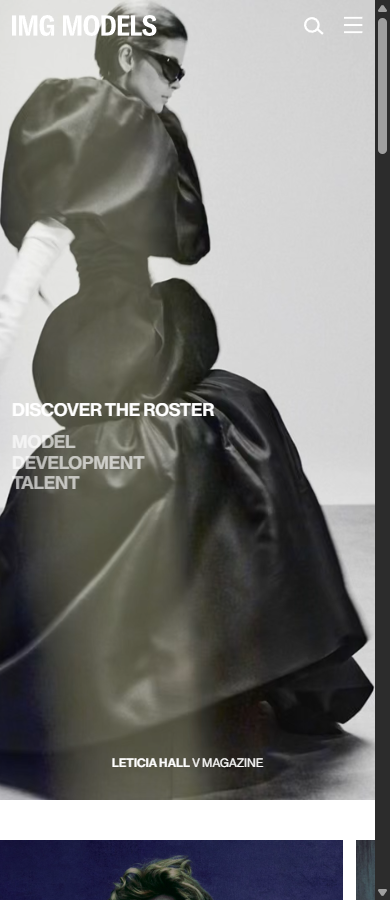 IMG MODELS
DISCOVER THE ROSTER
MODEL
DEVELOPMENT
TALENT
LETICIA HALL V MAGAZINE